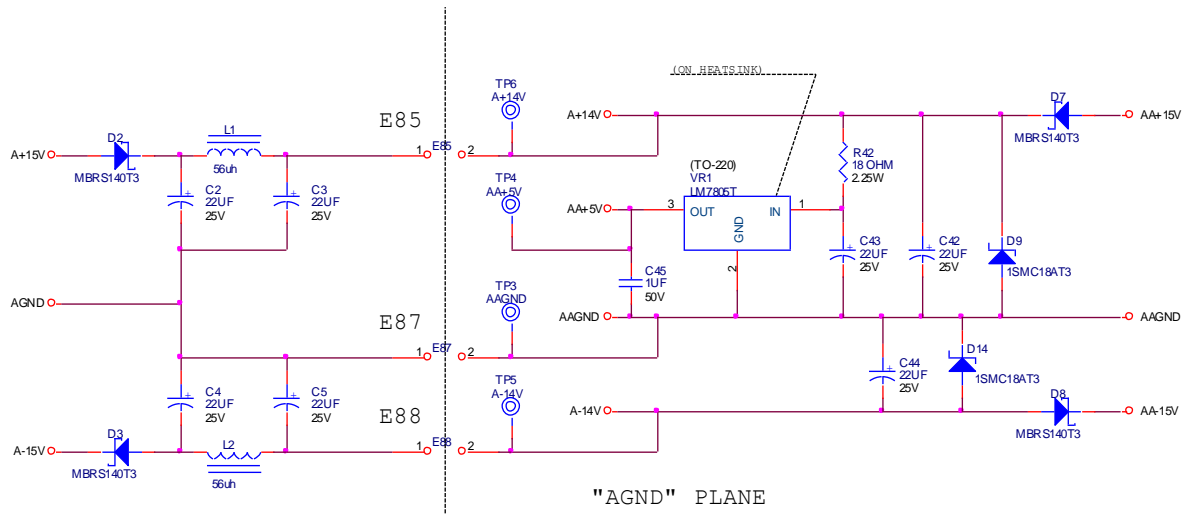 (ON HEATSINK)
TP6
A+14V
D7
E85
L1
D2
A+14V
AA+15V
MBRS140T3
A+15V
1
E85
2
R42
18 OHM
2.25W
56uh
MBRS140T3
(TO-220)
VR1
LM7805T
TP4
AA+5V
C2
22UF
25V
C3
22UF
25V
AA+5V
3
OUT
IN
1
GND
2
C43
22UF
25V
C42
22UF
25V
D9
1SMC18AT3
C45
1UF
50V
TP3
AAGND
AGND
AAGND
AAGND
E87
1
E87
2
D14
1SMC18AT3
C44
22UF
25V
TP5
A-14V
C4
22UF
25V
C5
22UF
25V
E88
A-14V
D8
AA-15V
MBRS140T3
D3
L2
A-15V
1
E88
2
MBRS140T3
56uh
"AGND" PLANE